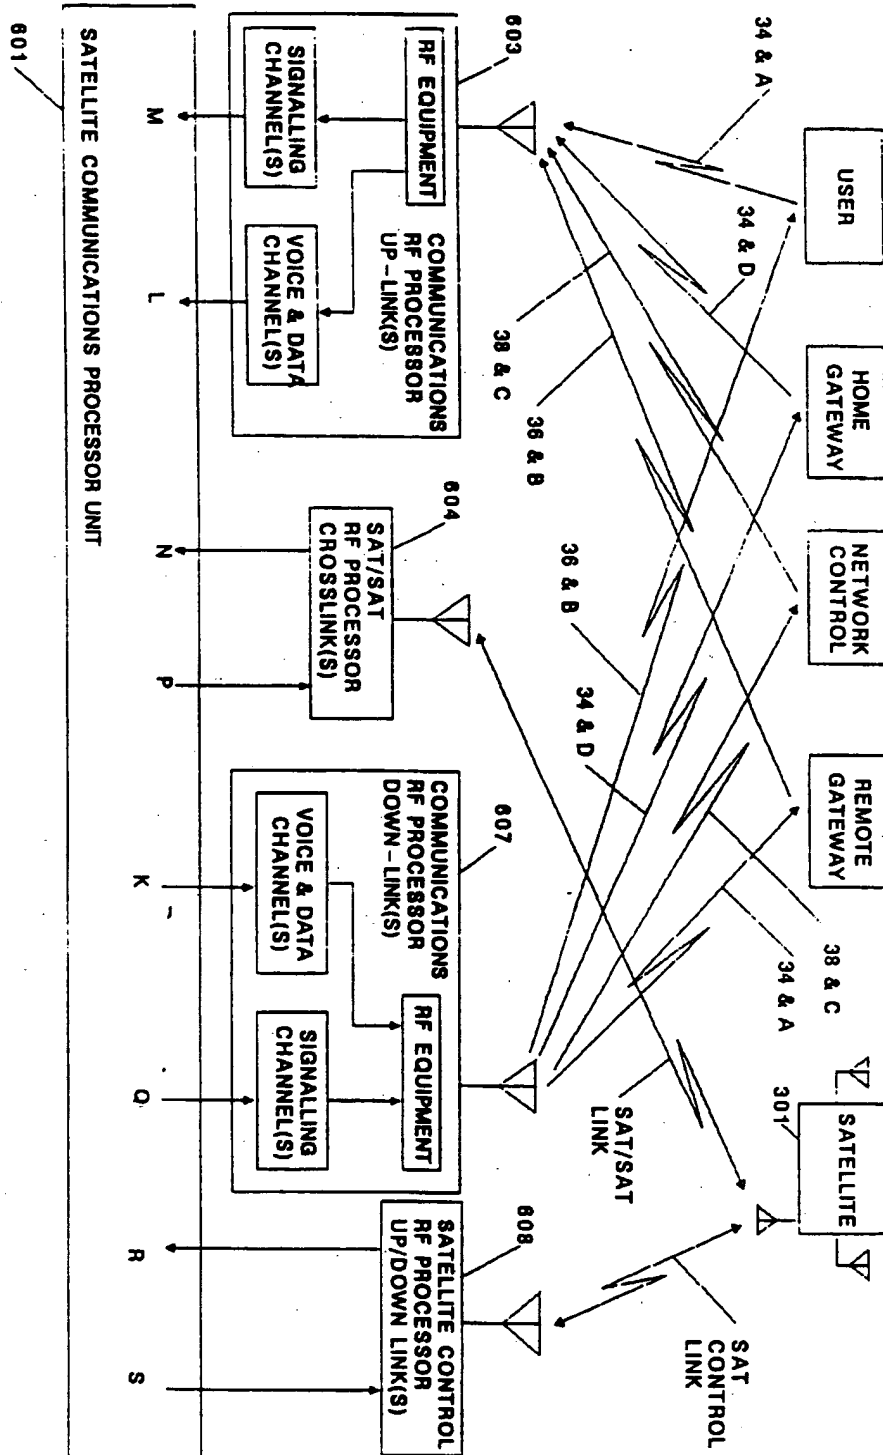 34 & A
USER
HOME
GATEWAY
NETWORK
CONTROL
REMOTE
GATEWAY
SATELLITE
301
34 & D
38 & C
36 & B
36 & B
34 & D
38 & C
34 & A
SAT/SAT
LINK
SAT
CONTROL
LINK
603
RF EQUIPMENT
SIGNALLING
CHANNEL(S)
VOICE & DATA
CHANNEL(S)
COMMUNICATIONS
RF PROCESSOR
UP-LINK(S)
604
SAT/SAT
RF PROCESSOR
CROSSLINK(S)
607
COMMUNICATIONS
RF PROCESSOR
DOWN-LINK(S)
RF EQUIPMENT
VOICE & DATA
CHANNEL(S)
SIGNALLING
CHANNEL(S)
608
SATELLITE CONTROL
RF PROCESSOR
UP/DOWN LINK(S)
M
L
N
P
K
Q
R
S
SATELLITE COMMUNICATIONS PROCESSOR UNIT
601